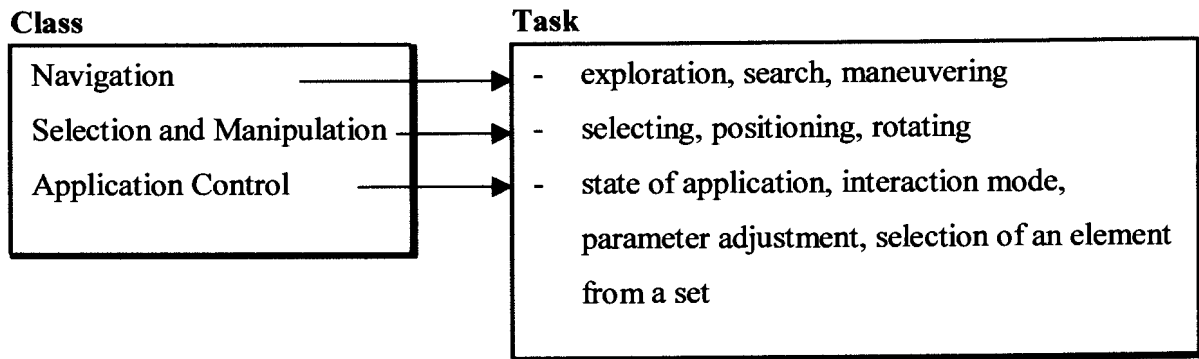 Class
Task
Navigation
Selection and Manipulation
Application Control
- exploration, search, maneuvering
- selecting, positioning, rotating
- state of application, interaction mode,
parameter adjustment, selection of an element
from a set